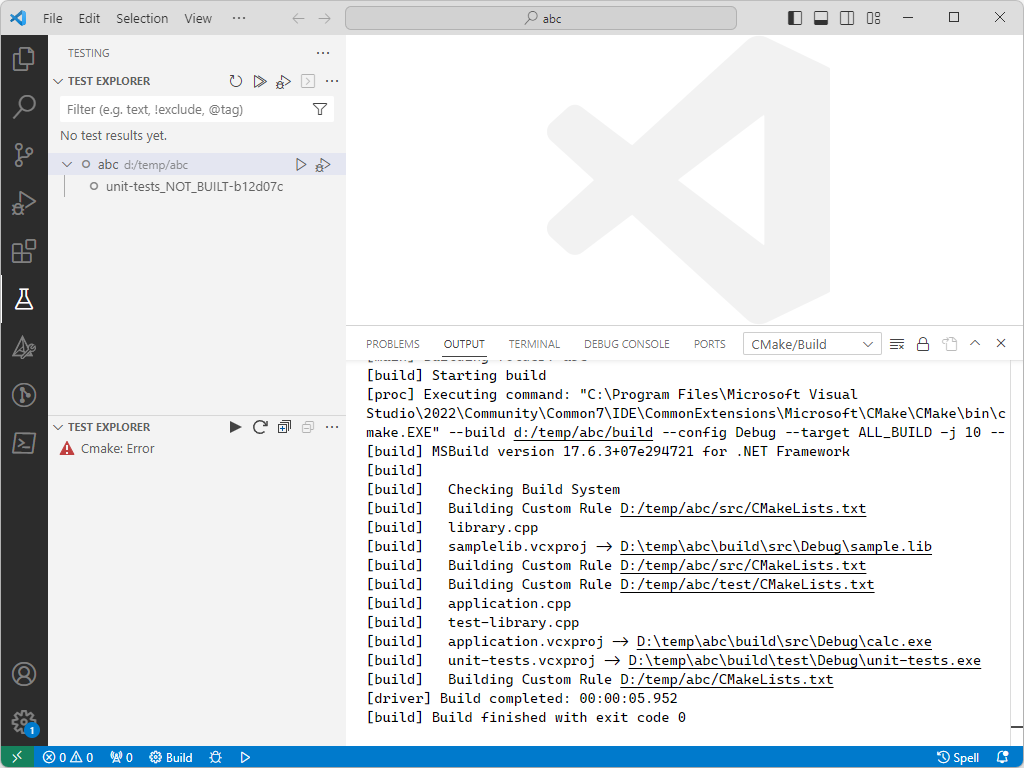 File Edit Selection View ···
abc
TESTING ···
TEST EXPLORER ···
Filter (e.g. text, !exclude, @tag)
No test results yet.
abc d:/temp/abc
unit-tests_NOT_BUILT-b12d07c
TEST EXPLORER ···
Cmake: Error
PROBLEMS OUTPUT TERMINAL DEBUG CONSOLE PORTS CMake/Build
[build] Starting build
[proc] Executing command: "C:\Program Files\Microsoft Visual
Studio\2022\Community\Common7\IDE\CommonExtensions\Microsoft\CMake\CMake\bin\c
make.EXE" --build d:/temp/abc/build --config Debug --target ALL_BUILD -j 10 --
[build] MSBuild version 17.6.3+07e294721 for .NET Framework
[build]
[build]   Checking Build System
[build]   Building Custom Rule D:/temp/abc/src/CMakeLists.txt
[build]   library.cpp
[build]   samplelib.vcxproj -> D:\temp\abc\build\src\Debug\sample.lib
[build]   Building Custom Rule D:/temp/abc/src/CMakeLists.txt
[build]   Building Custom Rule D:/temp/abc/test/CMakeLists.txt
[build]   application.cpp
[build]   test-library.cpp
[build]   application.vcxproj -> D:\temp\abc\build\src\Debug\calc.exe
[build]   unit-tests.vcxproj -> D:\temp\abc\build\test\Debug\unit-tests.exe
[build]   Building Custom Rule D:/temp/abc/CMakeLists.txt
[driver] Build completed: 00:00:05.952
[build] Build finished with exit code 0
1
0 0 0 Build Spell